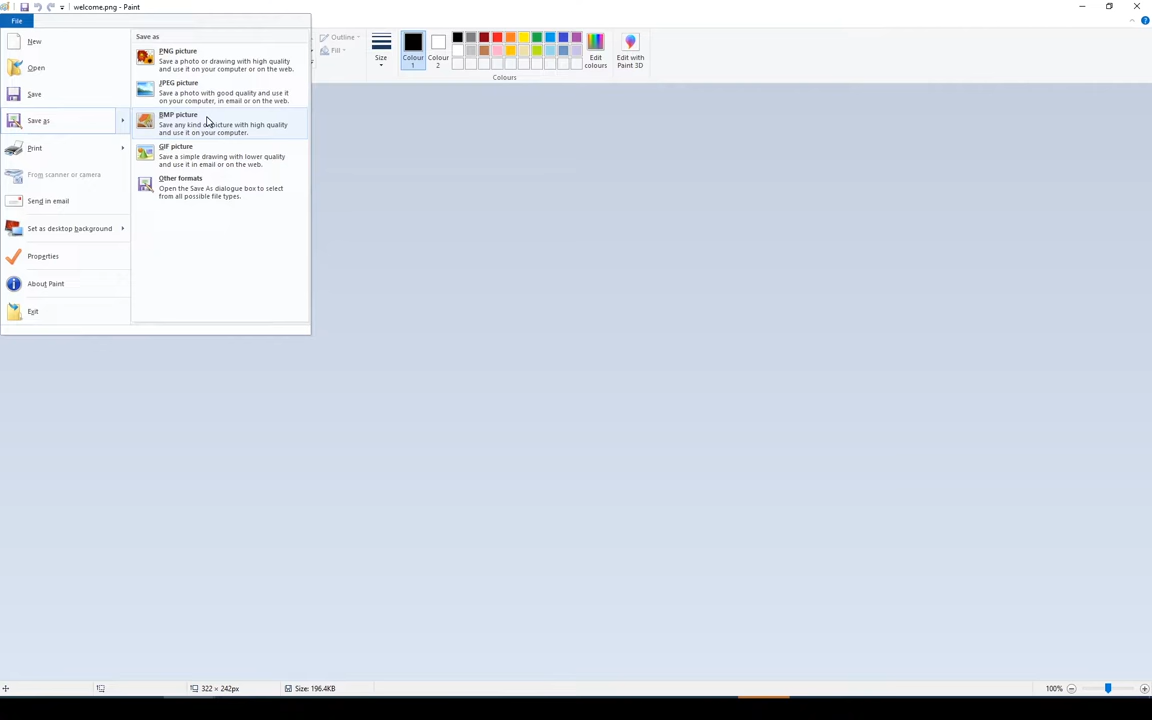 welcome.png - Paint
File
New
Open
Save
Save as
Print
From scanner or camera
Send in email
Set as desktop background
Properties
About Paint
Exit
Save as
PNG picture
Save a photo or drawing with high quality
and use it on your computer or on the web.
JPEG picture
Save a photo with good quality and use it
on your computer, in email or on the web.
BMP picture
Save any kind of picture with high quality
and use it on your computer.
GIF picture
Save a simple drawing with lower quality
and use it in email or on the web.
Other formats
Open the Save As dialogue box to select
from all possible file types.
Outline
Fill
Size
Colour
1
Colour
2
Edit
colours
Edit with
Paint 3D
Colours
322 × 242px
Size: 196.4KB
100%